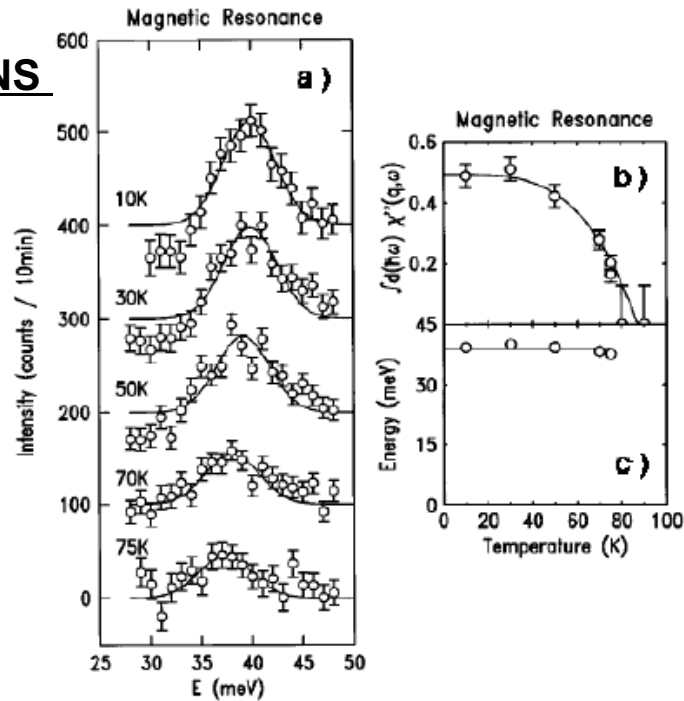 NS
Magnetic Resonance
a)
Intensity (counts / 10min)
600
500
400
300
200
100
0
10K
30K
50K
70K
75K
25 30 35 40 45 50
E (meV)
Magnetic Resonance
b)
∫d(ħω) χ''(q,ω)
0.6
0.4
0.2
45
c)
Energy (meV)
30
15
0
0 20 40 60 80 100
Temperature (K)